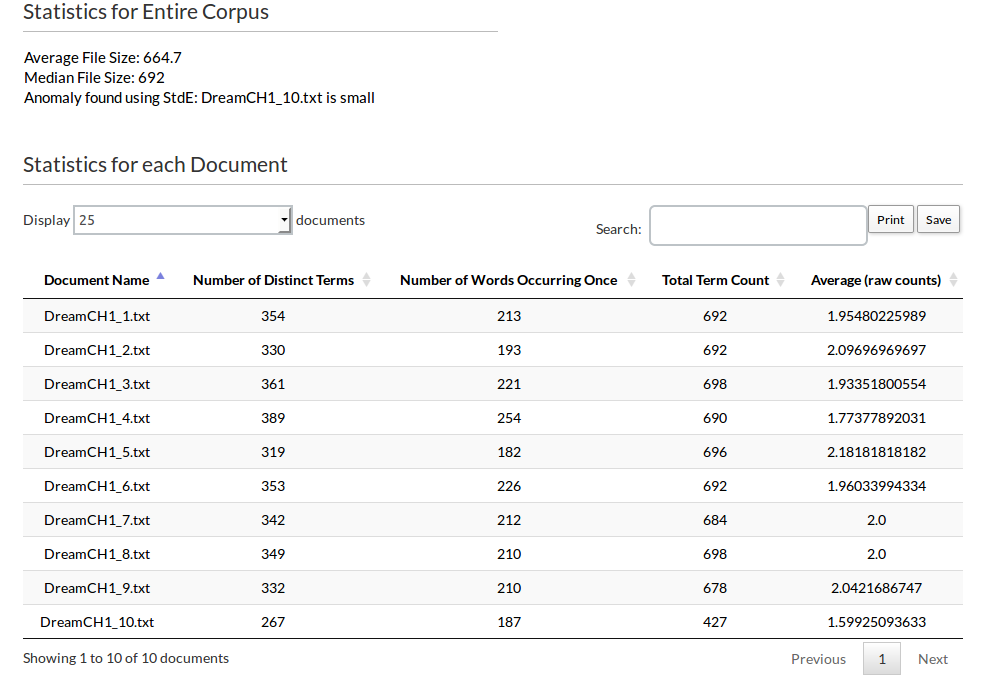 Statistics for Entire Corpus
Average File Size: 664.7
Median File Size: 692
Anomaly found using StdE: DreamCH1_10.txt is small
Statistics for each Document
Display 25 documents Search: Print Save
Document Name Number of Distinct Terms Number of Words Occurring Once Total Term Count Average (raw counts)
DreamCH1_1.txt 354 213 692 1.95480225989
DreamCH1_2.txt 330 193 692 2.09696969697
DreamCH1_3.txt 361 221 698 1.93351800554
DreamCH1_4.txt 389 254 690 1.77377892031
DreamCH1_5.txt 319 182 696 2.18181818182
DreamCH1_6.txt 353 226 692 1.96033994334
DreamCH1_7.txt 342 212 684 2.0
DreamCH1_8.txt 349 210 698 2.0
DreamCH1_9.txt 332 210 678 2.0421686747
DreamCH1_10.txt 267 187 427 1.59925093633
Showing 1 to 10 of 10 documents Previous 1 Next